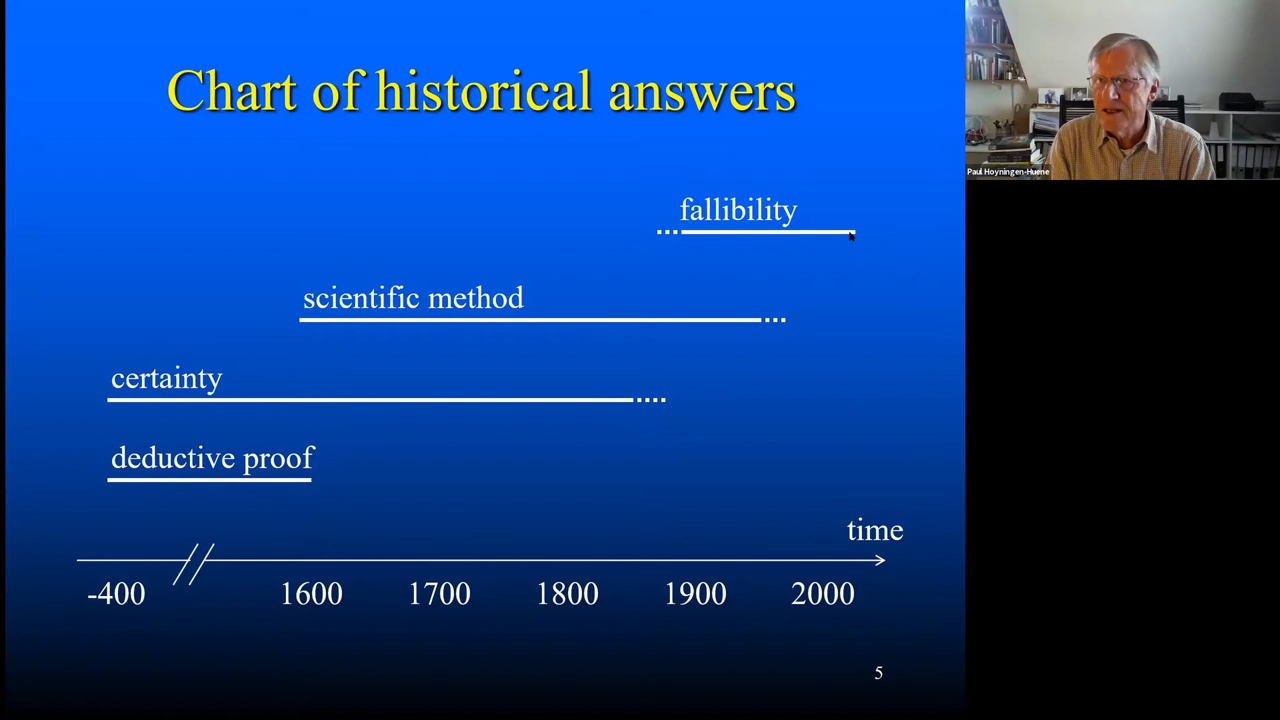 Chart of historical answers
Paul Hoyningen-Huene
fallibility
scientific method
certainty
deductive proof
time
-400 1600 1700 1800 1900 2000
5